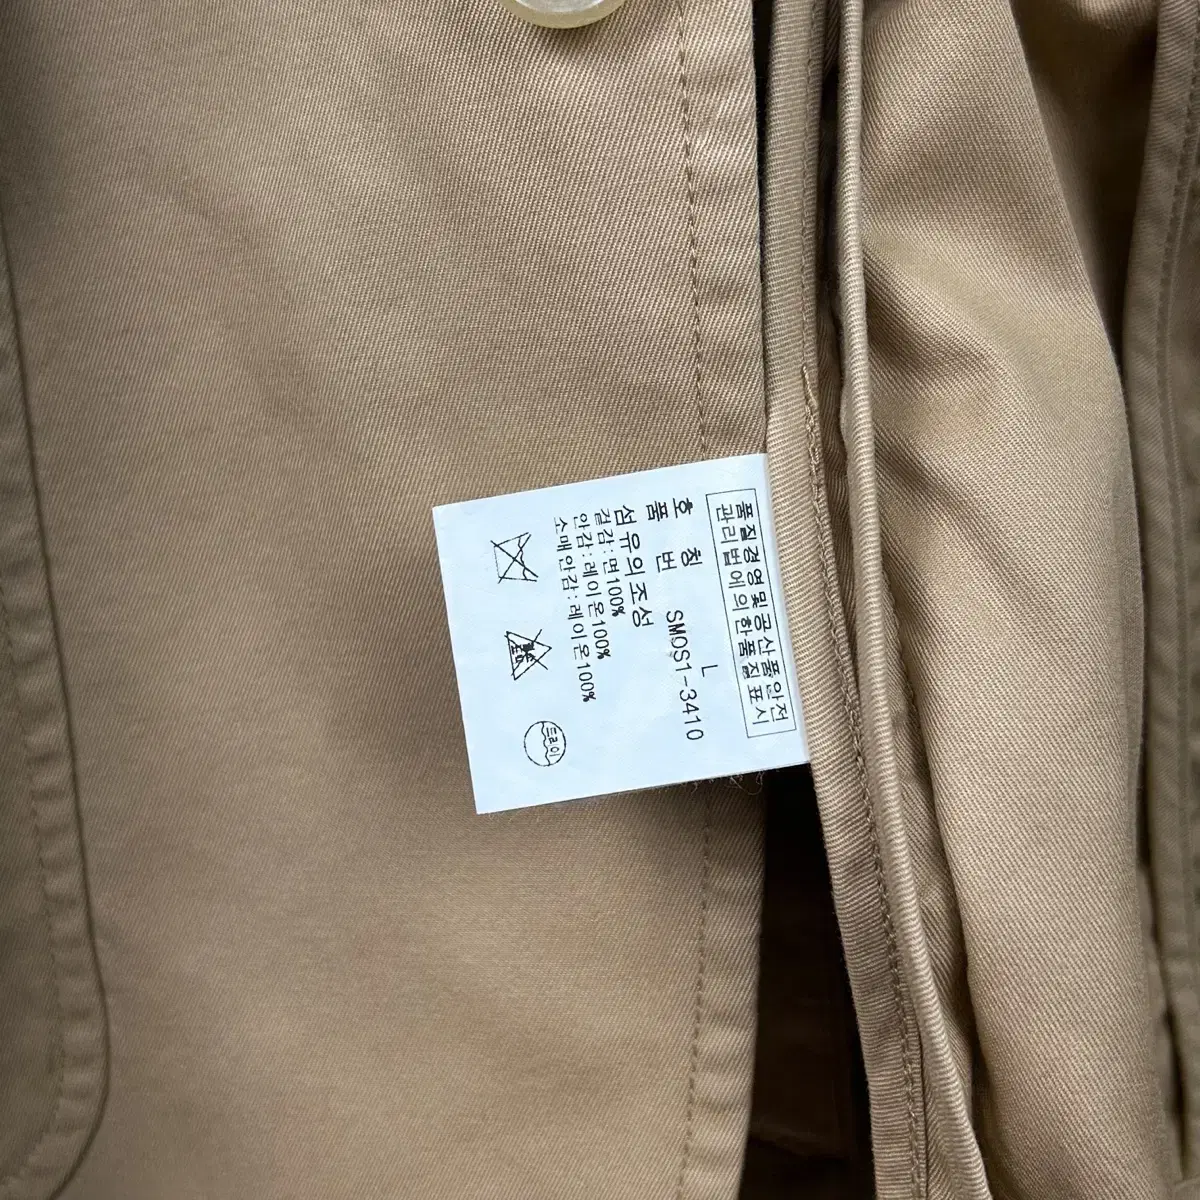 품질경영및공산품안전
관리법에의한품질표시
호 칭 L
품 번 SMOS1-3410
섬유의조성
겉감:면100%
안감:레이온100%
소매안감:레이온100%
드라이